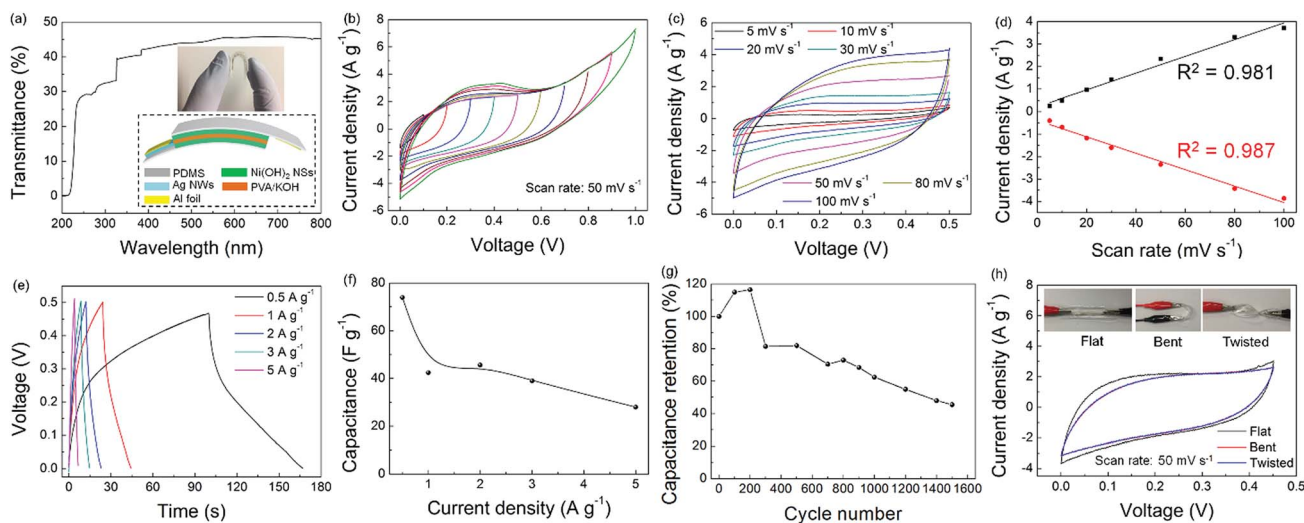 (a)
50
45
40
35
30
25
20
15
10
5
0
Transmittance (%)
PDMS
Ag NWs
Al foil
Ni(OH)₂ NSs
PVA/KOH
200 300 400 500 600 700 800
Wavelength (nm)
(b)
8
6
4
2
0
-2
-4
-6
Current density (A g⁻¹)
Scan rate: 50 mV s⁻¹
0.0 0.2 0.4 0.6 0.8 1.0
Voltage (V)
(c)
8
6
4
2
0
-2
-4
-6
Current density (A g⁻¹)
5 mV s⁻¹
10 mV s⁻¹
20 mV s⁻¹
30 mV s⁻¹
50 mV s⁻¹
80 mV s⁻¹
100 mV s⁻¹
0.0 0.1 0.2 0.3 0.4 0.5
Voltage (V)
(d)
4
3
2
1
0
-1
-2
-3
-4
-5
Current density (A g⁻¹)
R² = 0.981
R² = 0.987
0 20 40 60 80 100
Scan rate (mV s⁻¹)
(e)
0.5
0.4
0.3
0.2
0.1
0.0
Voltage (V)
0.5 A g⁻¹
1 A g⁻¹
2 A g⁻¹
3 A g⁻¹
5 A g⁻¹
0 30 60 90 120 150 180
Time (s)
(f)
80
60
40
20
0
Capacitance (F g⁻¹)
1 2 3 4 5
Current density (A g⁻¹)
(g)
120
100
80
60
40
20
0
Capacitance retention (%)
0 200 400 600 800 1000 1200 1400 1600
Cycle number
(h)
8
6
4
2
0
-2
-4
Current density (A g⁻¹)
Flat
Bent
Twisted
Flat
Bent
Twisted
Scan rate: 50 mV s⁻¹
0.0 0.1 0.2 0.3 0.4 0.5
Voltage (V)